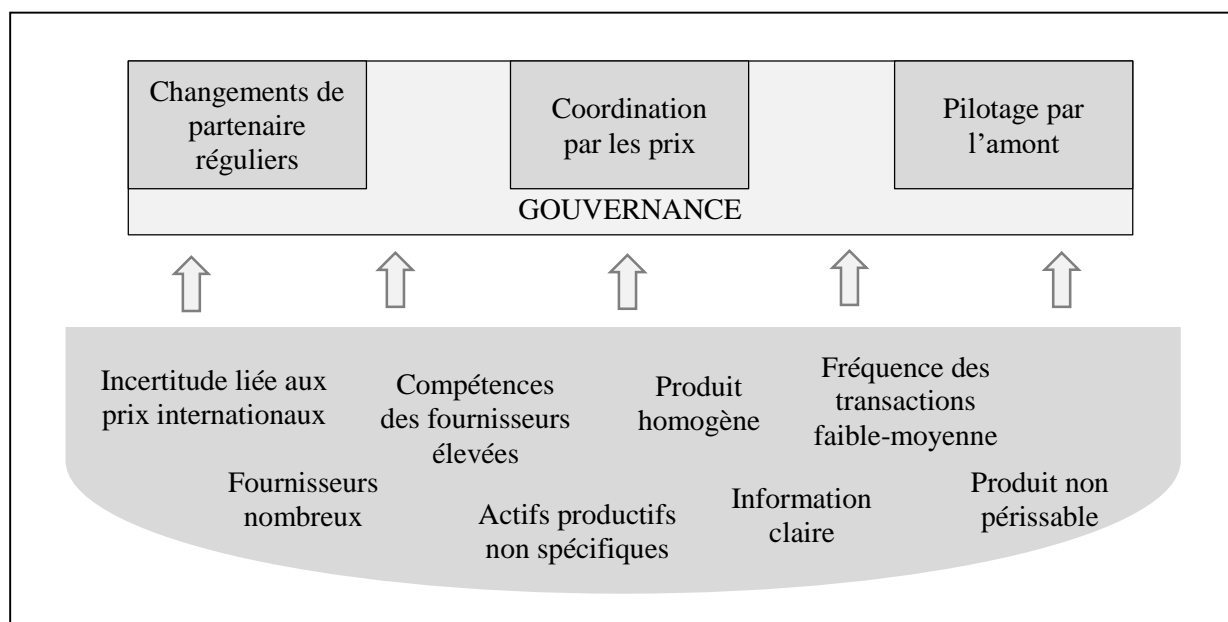 Changements de
partenaire
réguliers
Coordination
par les prix
Pilotage par
l’amont
GOUVERNANCE
Incertitude liée aux
prix internationaux
Compétences
des fournisseurs
élevées
Produit
homogène
Fréquence des
transactions
faible-moyenne
Fournisseurs
nombreux
Actifs productifs
non spécifiques
Information
claire
Produit non
périssable